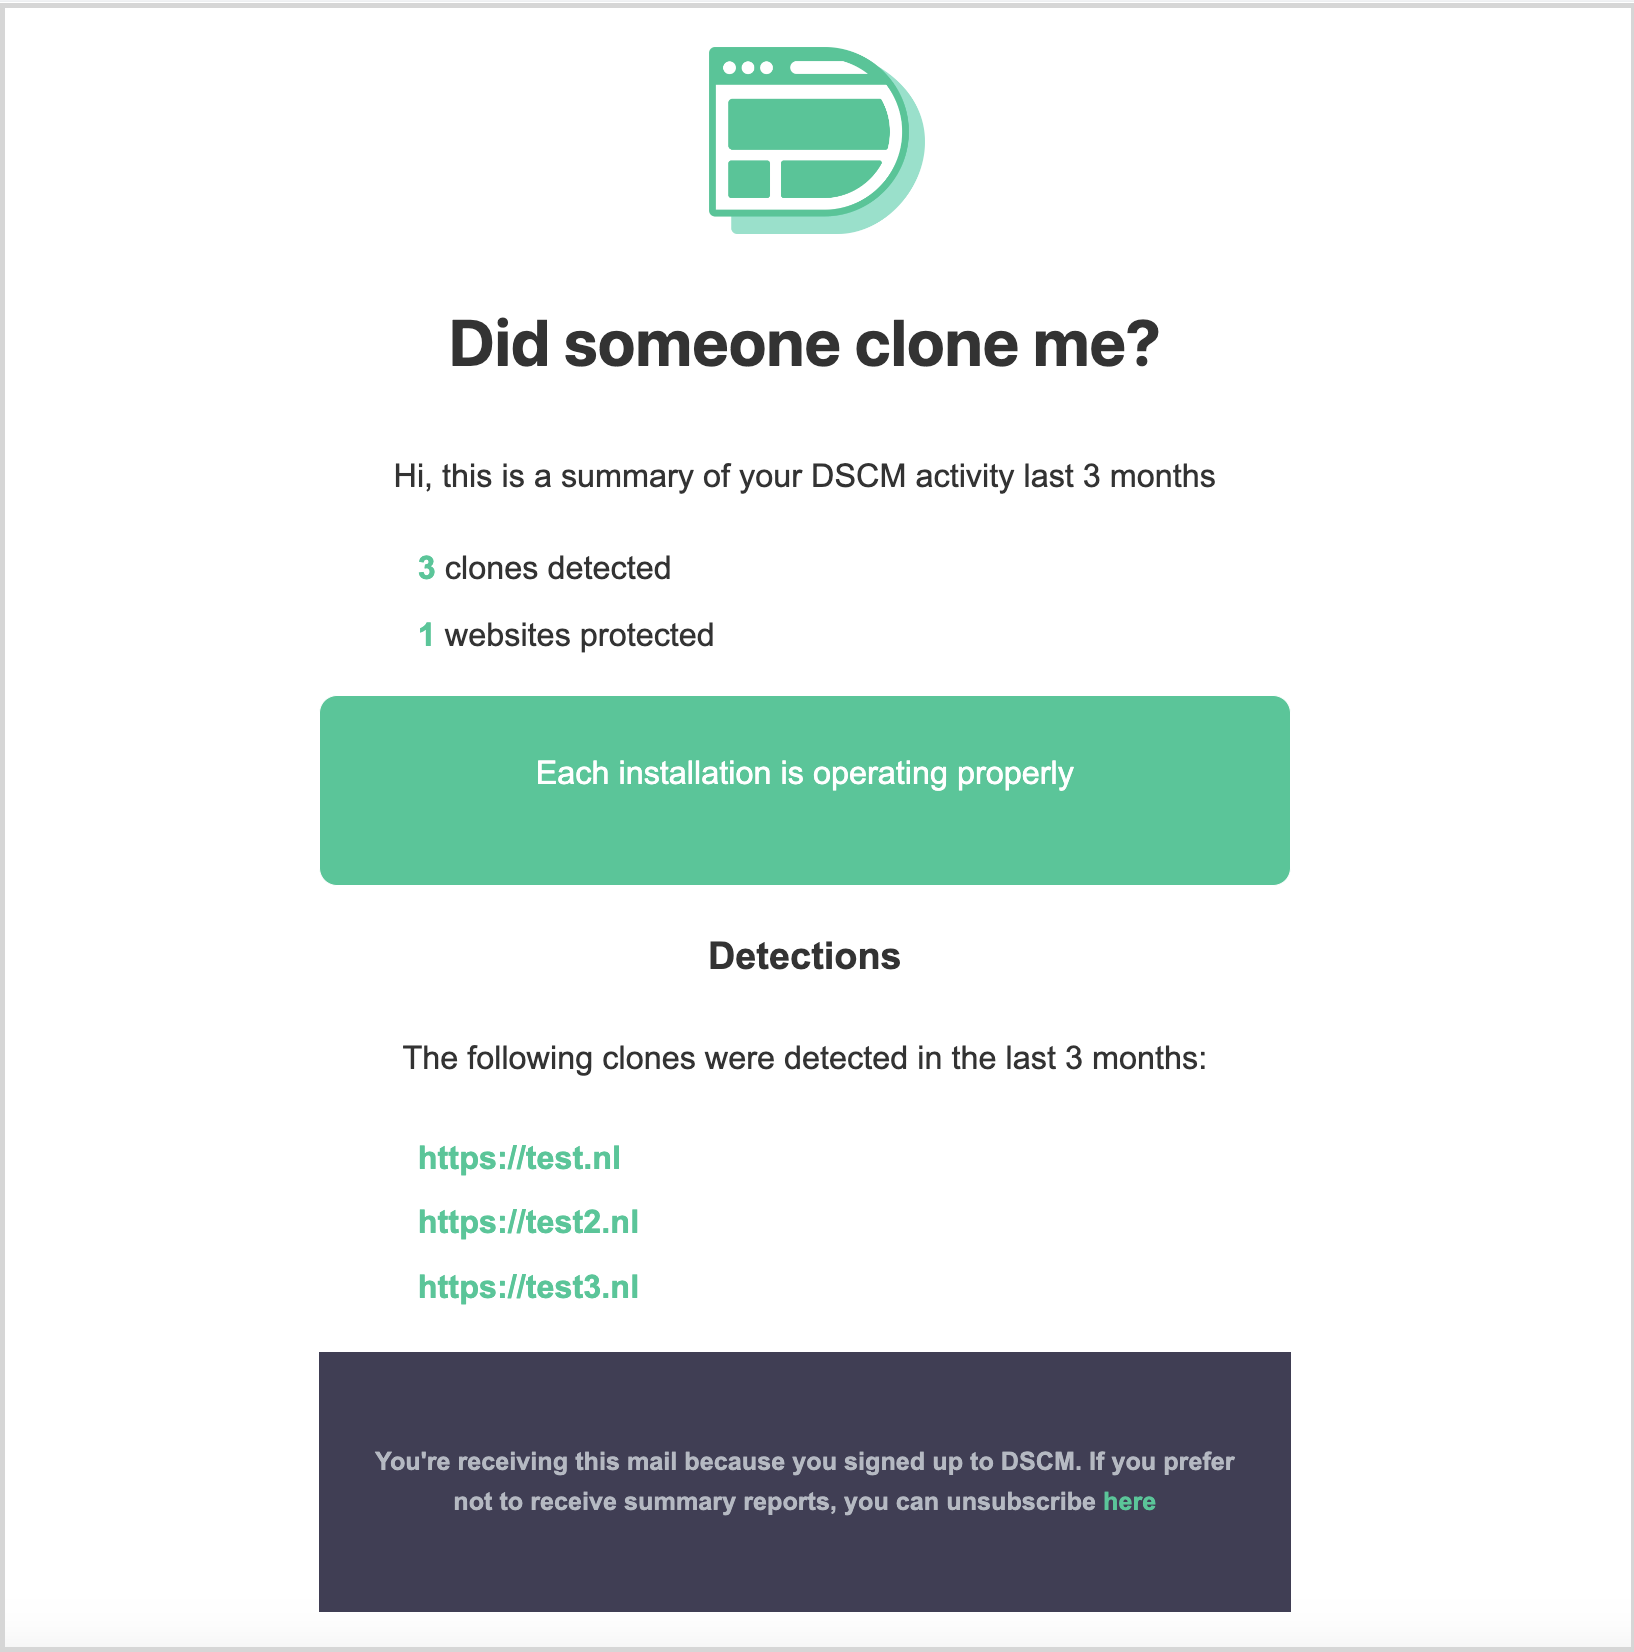 Did someone clone me?
Hi, this is a summary of your DSCM activity last 3 months
3 clones detected
1 websites protected
Each installation is operating properly
Detections
The following clones were detected in the last 3 months:
https://test.nl
https://test2.nl
https://test3.nl
You're receiving this mail because you signed up to DSCM. If you prefer
not to receive summary reports, you can unsubscribe here